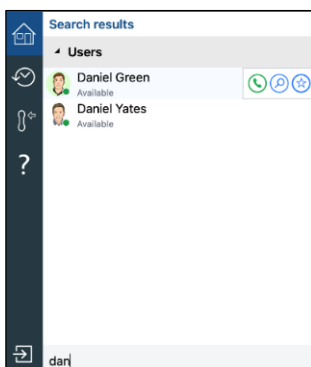 Search results
Users
Daniel Green
Available
Daniel Yates
Available
?
dan